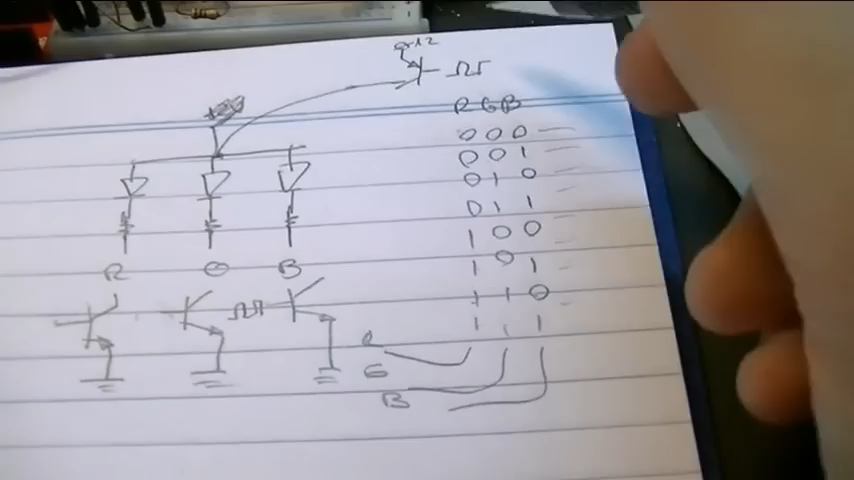 R G B
0 0 0
0 0 1
0 1 0
0 1 1
1 0 0
1 0 1
1 1 0
1 1 1
R G B
R
G
B